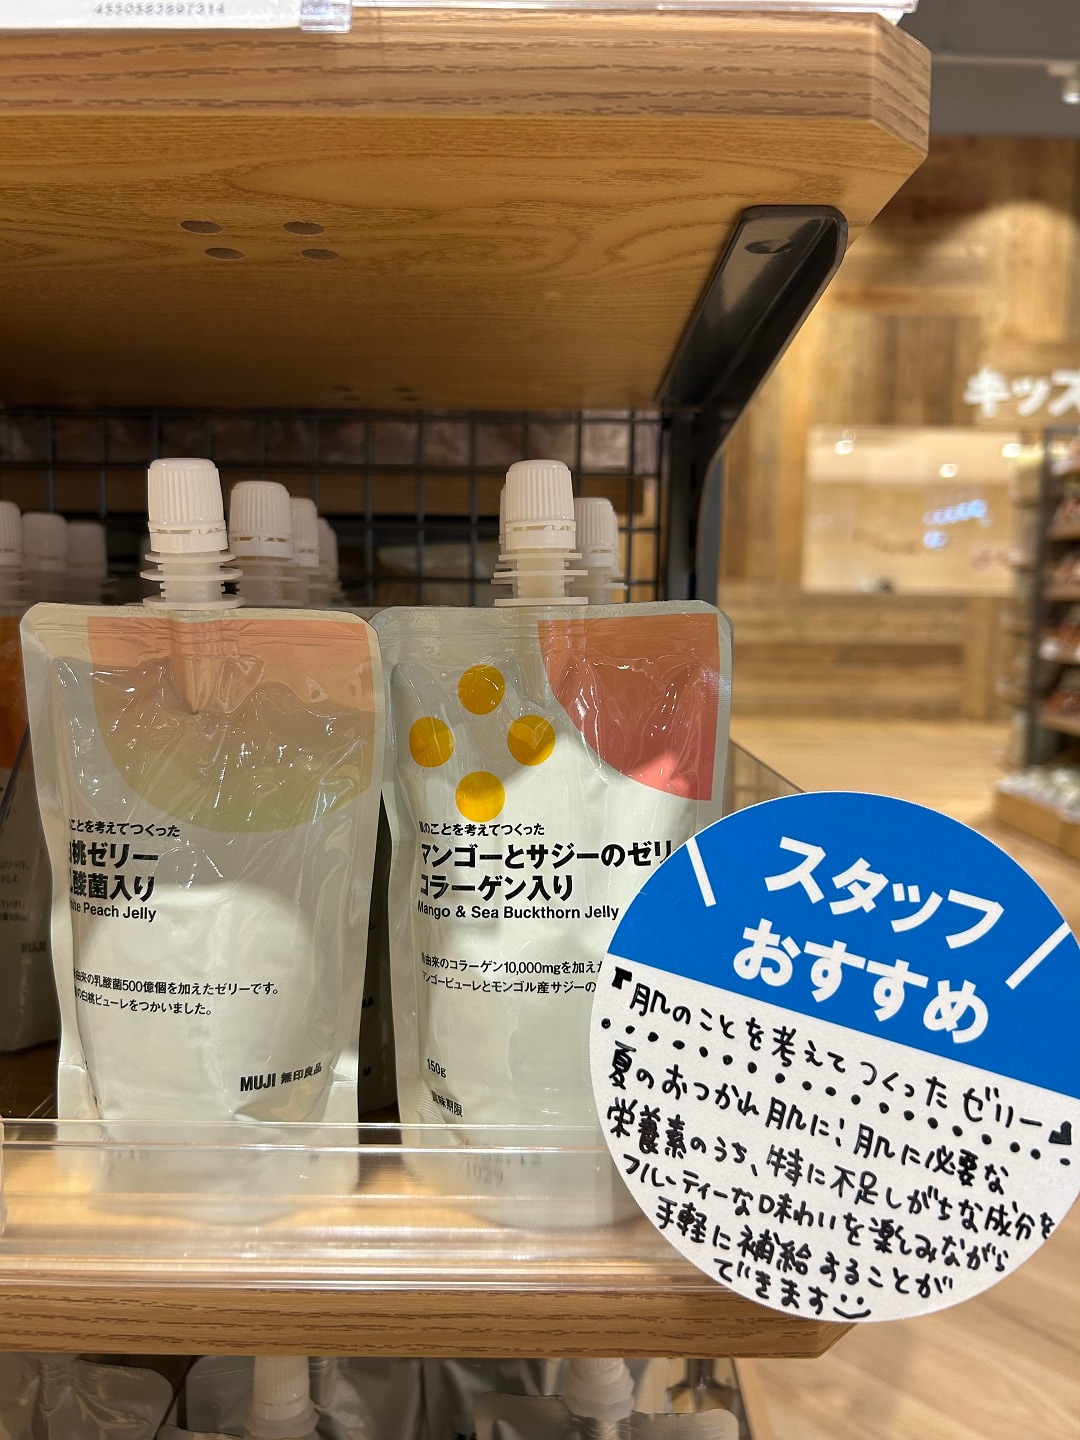 4550583807314
キッズ
ことを考えてつくった
桃ゼリー
酸菌入り
Peach Jelly
由来の乳酸菌500億個を加えたゼリーです。
の白桃ピューレをつかいました。
MUJI 無印良品
肌のことを考えてつくった
マンゴーとサジーのゼリ
コラーゲン入り
Mango & Sea Buckthorn Jelly
由来のコラーゲン10,000mgを加え
マンゴーピューレとモンゴル産サジーの
150g
賞味期限
スタッフ
おすすめ
『肌のことを考えてつくったゼリー』
夏のおつかれ肌に、肌に必要な
栄養素のうち、特に不足しがちな成分を
フルーティーな味わいを楽しみながら
手軽に補給することが
できます